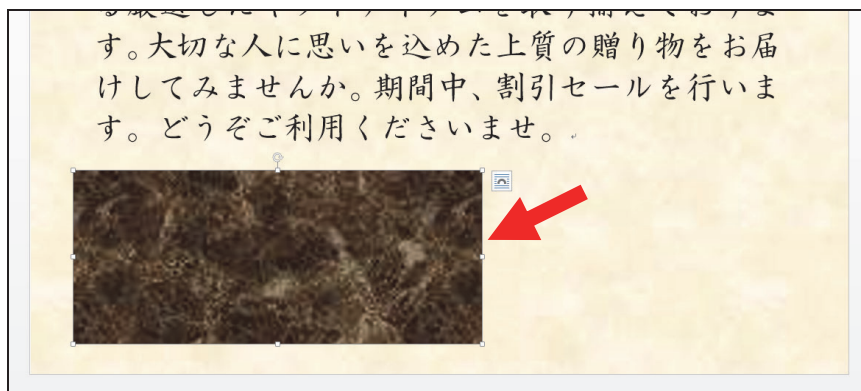 す。大切な人に思いを込めた上質の贈り物をお届
けしてみませんか。期間中、割引セールを行いま
す。どうぞご利用くださいませ。